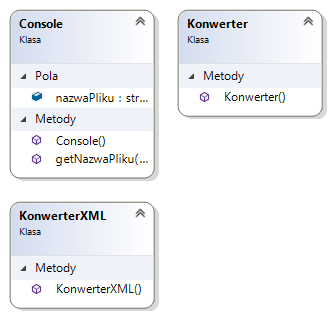 Console
Klasa
Pola
nazwaPliku : str...
Metody
Console()
getNazwaPliku(...
Konwerter
Klasa
Metody
Konwerter()
KonwerterXML
Klasa
Metody
KonwerterXML()